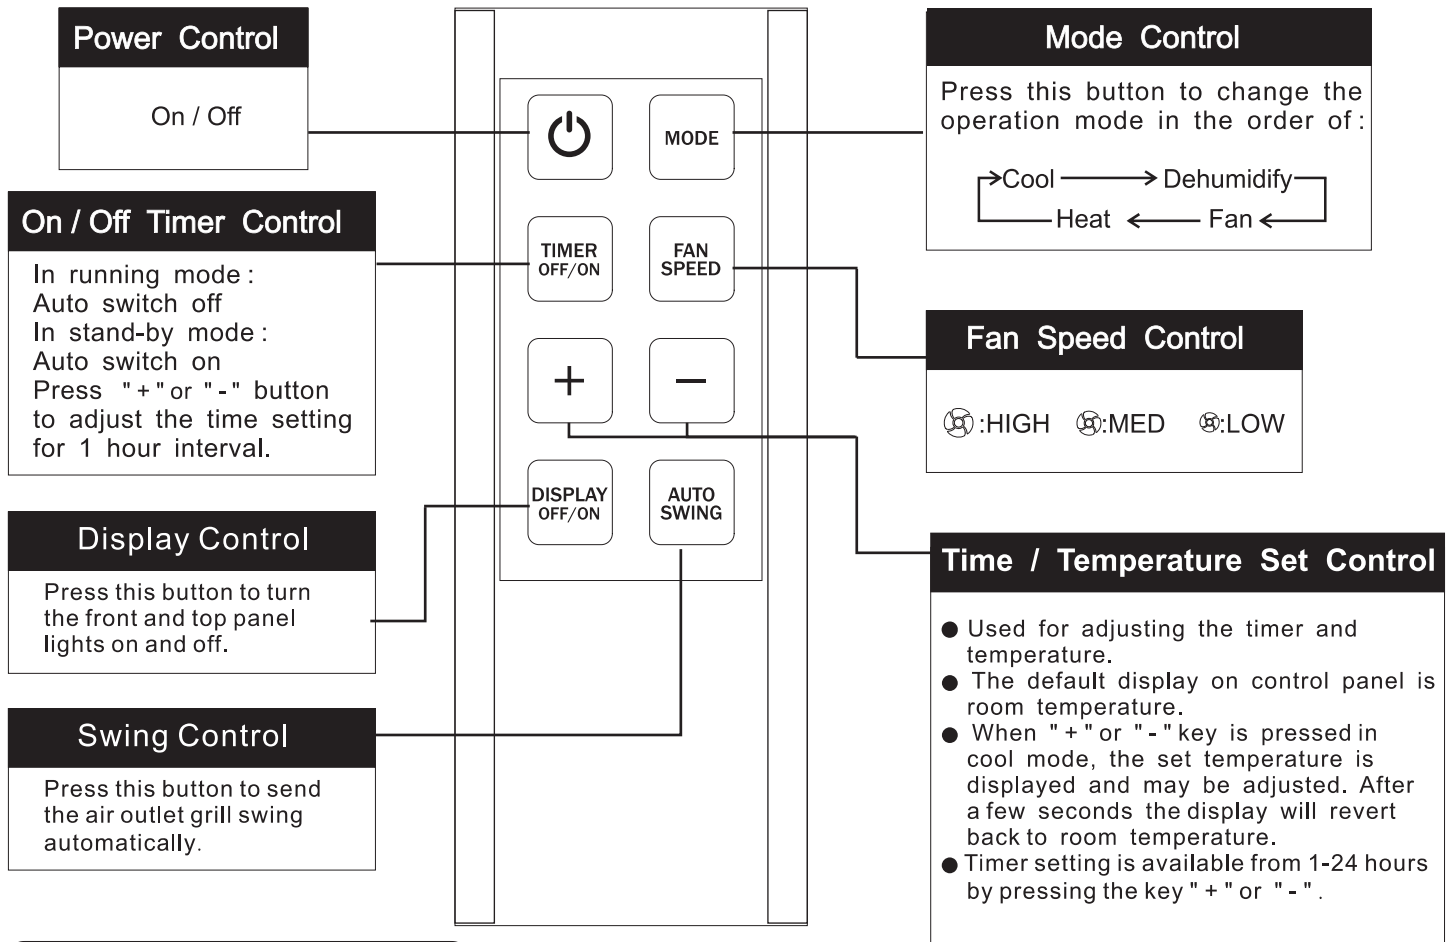 Power Control
On / Off
On / Off Timer Control
In running mode :
Auto switch off
In stand-by mode :
Auto switch on
Press "+" or "-" button
to adjust the time setting
for 1 hour interval.
Display Control
Press this button to turn
the front and top panel
lights on and off.
Swing Control
Press this button to send
the air outlet grill swing
automatically.
MODE
TIMER
OFF/ON
FAN
SPEED
+
−
DISPLAY
OFF/ON
AUTO
SWING
Mode Control
Press this button to change the
operation mode in the order of :
Cool Dehumidify
Heat Fan
Fan Speed Control
:HIGH :MED :LOW
Time / Temperature Set Control
● Used for adjusting the timer and
temperature.
● The default display on control panel is
room temperature.
● When "+" or "-" key is pressed in
cool mode, the set temperature is
displayed and may be adjusted. After
a few seconds the display will revert
back to room temperature.
● Timer setting is available from 1-24 hours
by pressing the key "+" or "-".